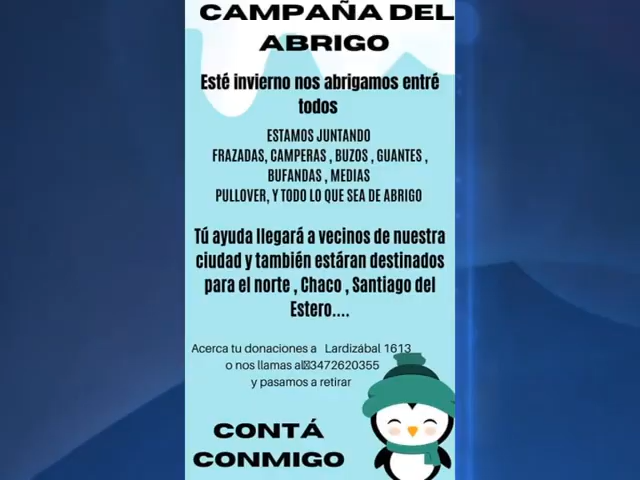 CAMPAÑA DEL
ABRIGO
Esté invierno nos abrigamos entré
todos
ESTAMOS JUNTANDO
FRAZADAS, CAMPERAS , BUZOS , GUANTES ,
BUFANDAS , MEDIAS
PULLOVER, Y TODO LO QUE SEA DE ABRIGO
Tú ayuda llegará a vecinos de nuestra
ciudad y también estáran destinados
para el norte , Chaco , Santiago del
Estero....
Acerca tu donaciones a Lardizábal 1613
o nos llamas al 3472620355
y pasamos a retirar
CONTÁ
CONMIGO